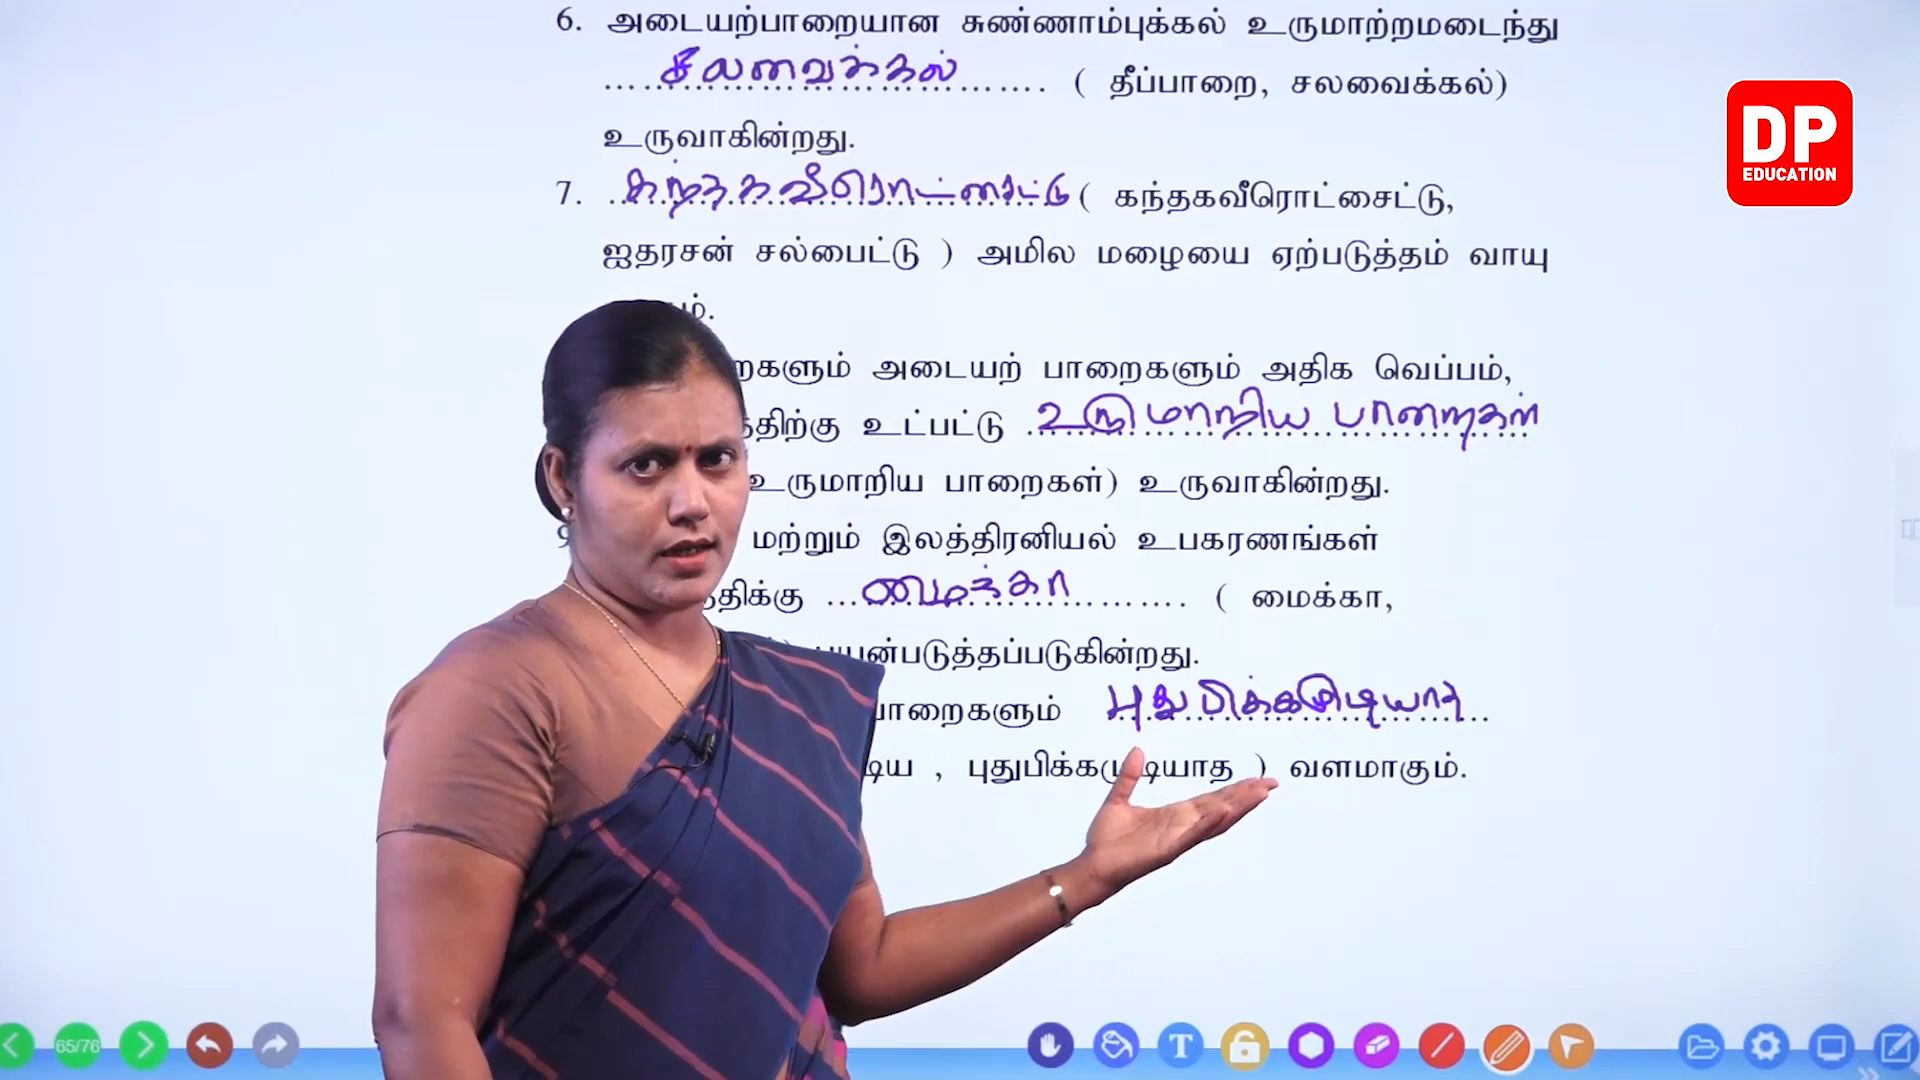 6. அடையற்பாறையான சுண்ணாம்புக்கல் உருமாற்றமடைந்து
சலவைக்கல் ( தீப்பாறை, சலவைக்கல்)
உருவாகின்றது.
7. கந்தகவீரொட்சைட்டு ( கந்தகவீரொட்சைட்டு,
ஐதரசன் சல்பைட்டு ) அமில மழையை ஏற்படுத்தம் வாயு
அடையற் பாறைகளும் அதிக வெப்பம்,
உட்பட்டு உருமாறிய பாறைகள்
உருமாறிய பாறைகள்) உருவாகின்றது.
மற்றும் இலத்திரனியல் உபகரணங்கள்
மைக்கா ( மைக்கா,
பயன்படுத்தப்படுகின்றது.
புதுபிக்கமுடியாத
, புதுபிக்கமுடியாத ) வளமாகும்.
DP
EDUCATION
65/76
T